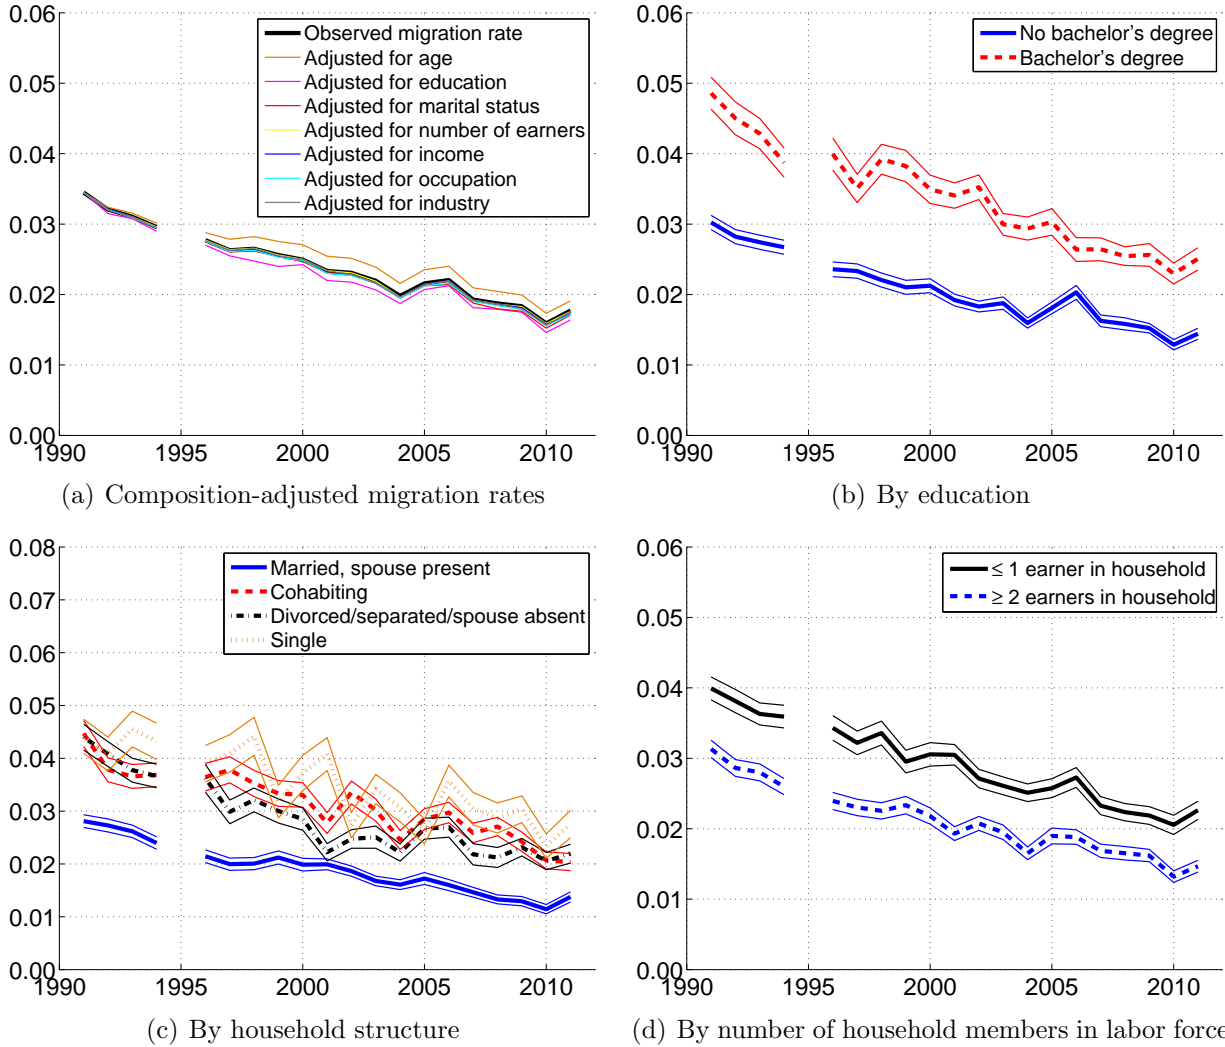 0.06
0.05
0.04
0.03
0.02
0.01
0.00
1990 1995 2000 2005 2010
Observed migration rate
Adjusted for age
Adjusted for education
Adjusted for marital status
Adjusted for number of earners
Adjusted for income
Adjusted for occupation
Adjusted for industry
(a) Composition-adjusted migration rates
0.06
0.05
0.04
0.03
0.02
0.01
0.00
1990 1995 2000 2005 2010
No bachelor's degree
Bachelor's degree
(b) By education
0.08
0.07
0.06
0.05
0.04
0.03
0.02
0.01
0.00
1990 1995 2000 2005 2010
Married, spouse present
Cohabiting
Divorced/separated/spouse absent
Single
(c) By household structure
0.06
0.05
0.04
0.03
0.02
0.01
0.00
1990 1995 2000 2005 2010
≤ 1 earner in household
≥ 2 earners in household
(d) By number of household members in labor force